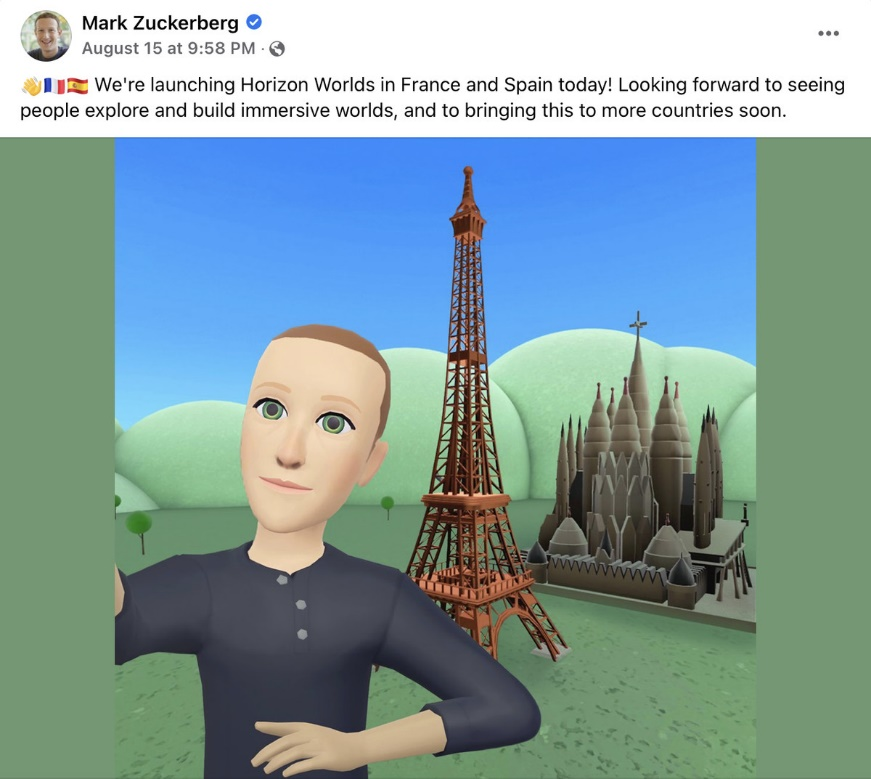 Mark Zuckerberg
August 15 at 9:58 PM ·
👋🇫🇷🇪🇸 We're launching Horizon Worlds in France and Spain today! Looking forward to seeing
people explore and build immersive worlds, and to bringing this to more countries soon.